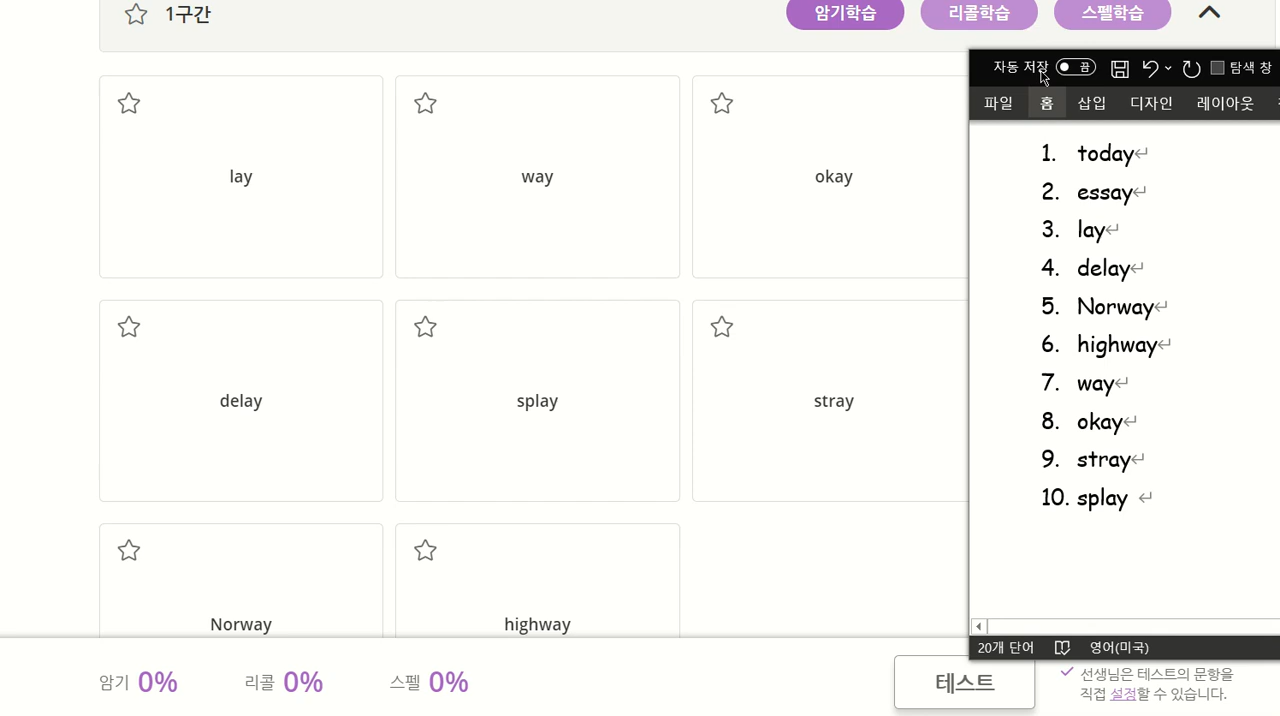 1구간
암기학습 리콜학습 스펠학습
lay way okay
delay splay stray
Norway highway
암기 0% 리콜 0% 스펠 0%
테스트
선생님은 테스트의 문항을
직접 설정할 수 있습니다.
자동 저장 끔 탐색 창
파일 홈 삽입 디자인 레이아웃
1. today
2. essay
3. lay
4. delay
5. Norway
6. highway
7. way
8. okay
9. stray
10. splay
20개 단어 영어(미국)